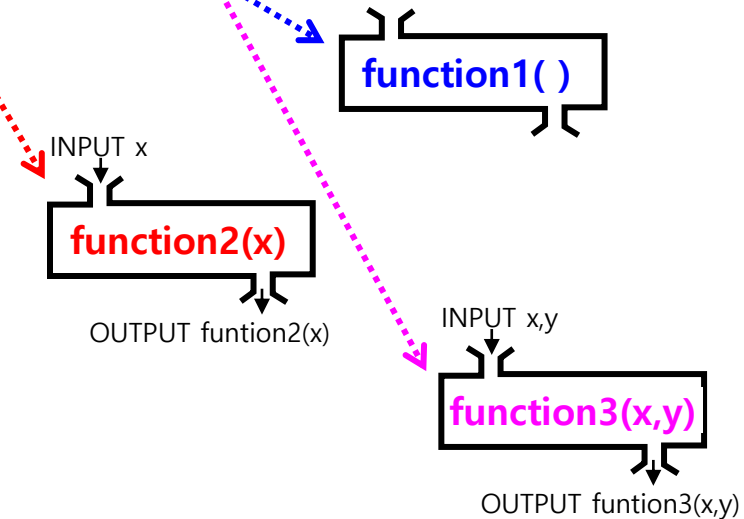 function1( )
INPUT x
function2(x)
OUTPUT funtion2(x)
INPUT x,y
function3(x,y)
OUTPUT funtion3(x,y)